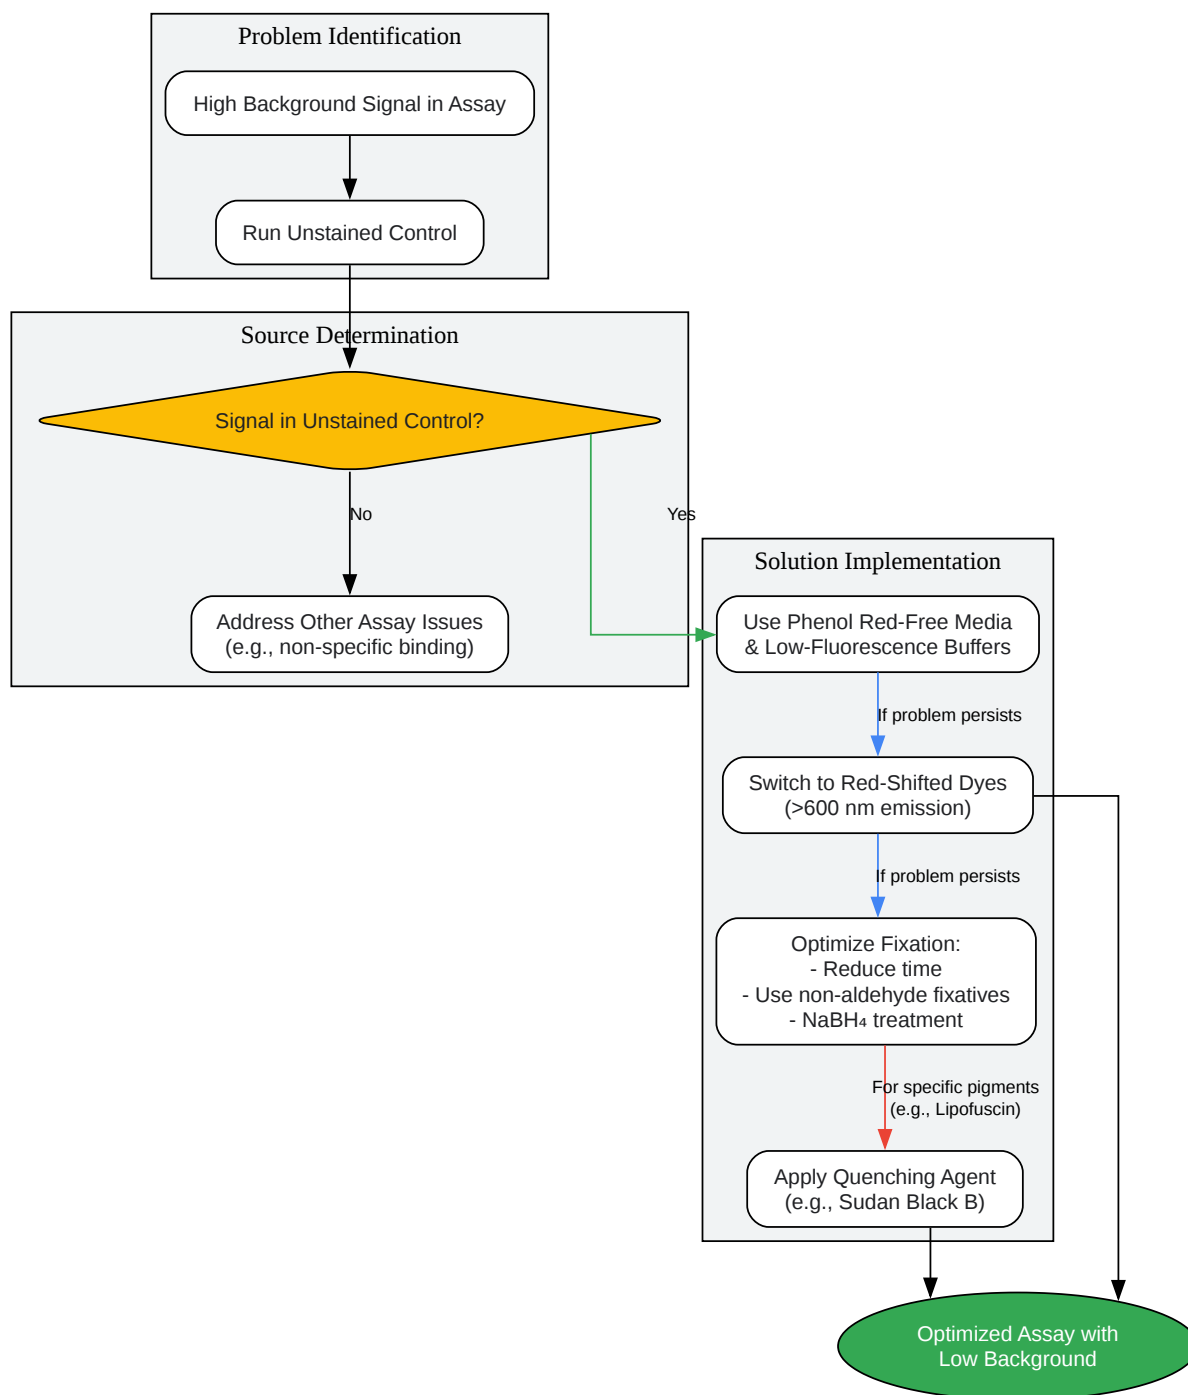 Problem Identification
High Background Signal in Assay
Run Unstained Control
Source Determination
Signal in Unstained Control?
No
Yes
Address Other Assay Issues
(e.g., non-specific binding)
Solution Implementation
Use Phenol Red-Free Media
& Low-Fluorescence Buffers
If problem persists
Switch to Red-Shifted Dyes
(>600 nm emission)
If problem persists
Optimize Fixation:
- Reduce time
- Use non-aldehyde fixatives
- NaBH₄ treatment
For specific pigments
(e.g., Lipofuscin)
Apply Quenching Agent
(e.g., Sudan Black B)
Optimized Assay with
Low Background